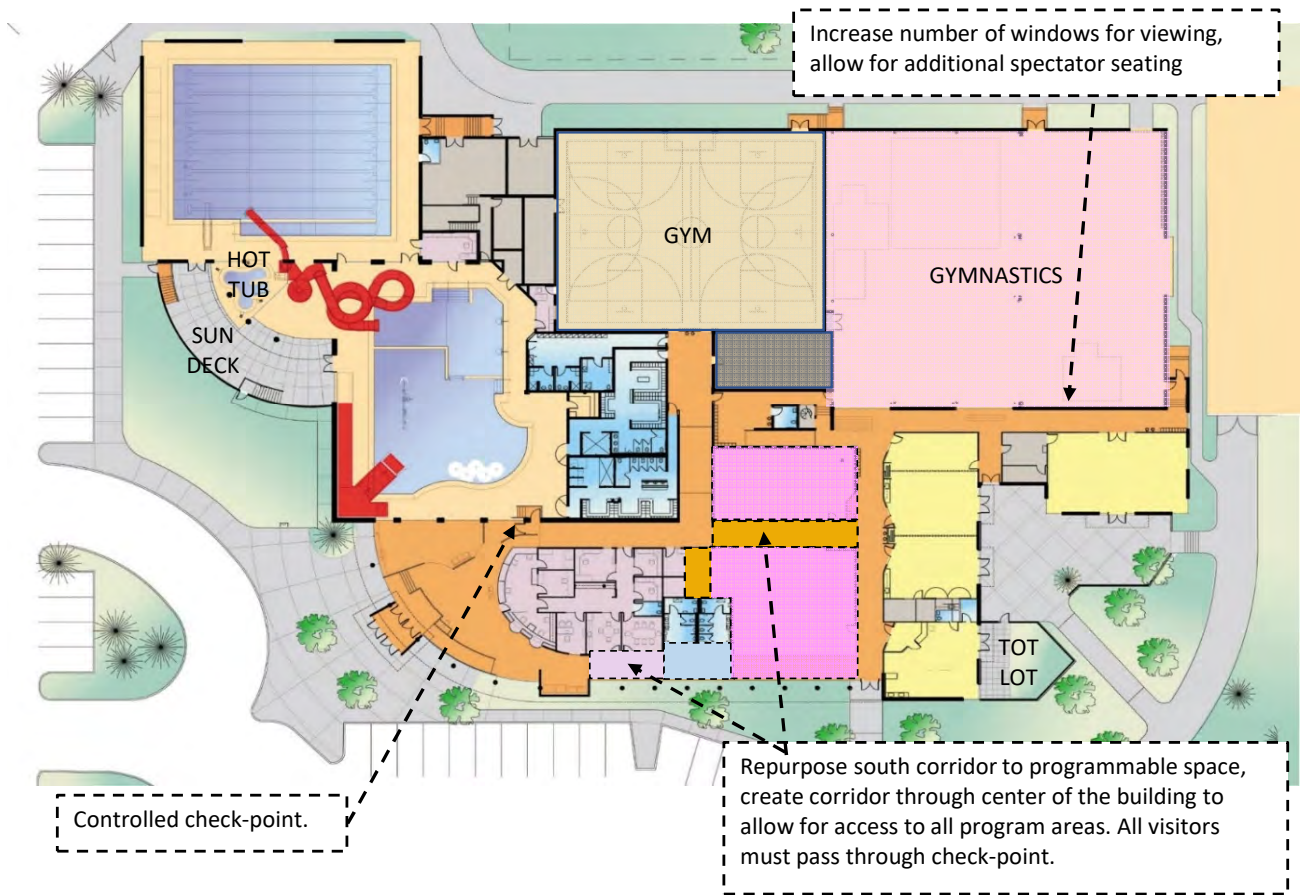 Increase number of windows for viewing,
allow for additional spectator seating
GYM
GYMNASTICS
HOT
TUB
SUN
DECK
TOT
LOT
Controlled check-point.
Repurpose south corridor to programmable space,
create corridor through center of the building to
allow for access to all program areas. All visitors
must pass through check-point.